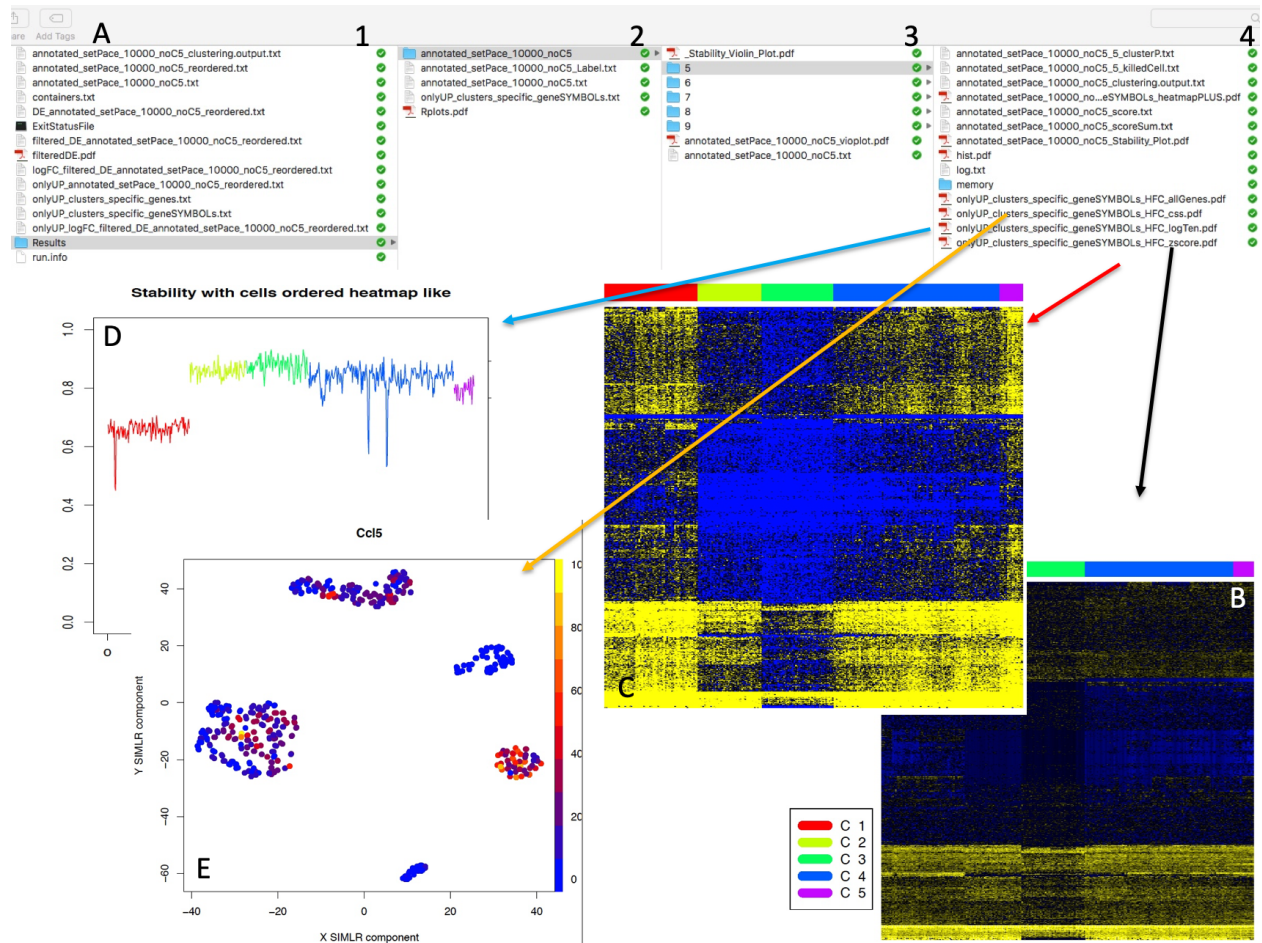 are
Add Tags
A
1
2
3
4
annotated_setPace_10000_noC5_clustering.output.txt
annotated_setPace_10000_noC5_reordered.txt
annotated_setPace_10000_noC5.txt
containers.txt
DE_annotated_setPace_10000_noC5_reordered.txt
ExitStatusFile
filtered_DE_annotated_setPace_10000_noC5_reordered.txt
filteredDE.pdf
logFC_filtered_DE_annotated_setPace_10000_noC5_reordered.txt
onlyUP_annotated_setPace_10000_noC5_reordered.txt
onlyUP_clusters_specific_genes.txt
onlyUP_clusters_specific_geneSYMBOLs.txt
onlyUP_logFC_filtered_DE_annotated_setPace_10000_noC5_reordered.txt
Results
run.info
annotated_setPace_10000_noC5
annotated_setPace_10000_noC5_Label.txt
annotated_setPace_10000_noC5.txt
onlyUP_clusters_specific_geneSYMBOLs.txt
Rplots.pdf
_Stability_Violin_Plot.pdf
5
6
7
8
9
annotated_setPace_10000_noC5_vioplot.pdf
annotated_setPace_10000_noC5.txt
annotated_setPace_10000_noC5_5_clusterP.txt
annotated_setPace_10000_noC5_5_killedCell.txt
annotated_setPace_10000_noC5_clustering.output.txt
annotated_setPace_10000_no...eSYMBOLs_heatmapPLUS.pdf
annotated_setPace_10000_noC5_score.txt
annotated_setPace_10000_noC5_scoreSum.txt
annotated_setPace_10000_noC5_Stability_Plot.pdf
hist.pdf
log.txt
memory
onlyUP_clusters_specific_geneSYMBOLs_HFC_allGenes.pdf
onlyUP_clusters_specific_geneSYMBOLs_HFC_css.pdf
onlyUP_clusters_specific_geneSYMBOLs_HFC_logTen.pdf
onlyUP_clusters_specific_geneSYMBOLs_HFC_zscore.pdf
Stability with cells ordered heatmap like
D
1.0
0.8
0.6
0.4
0.2
0.0
0
Ccl5
40
20
0
−20
−40
−60
Y SIMLR component
−40
−20
0
20
40
X SIMLR component
10
80
60
40
20
0
E
C
B
C 1
C 2
C 3
C 4
C 5